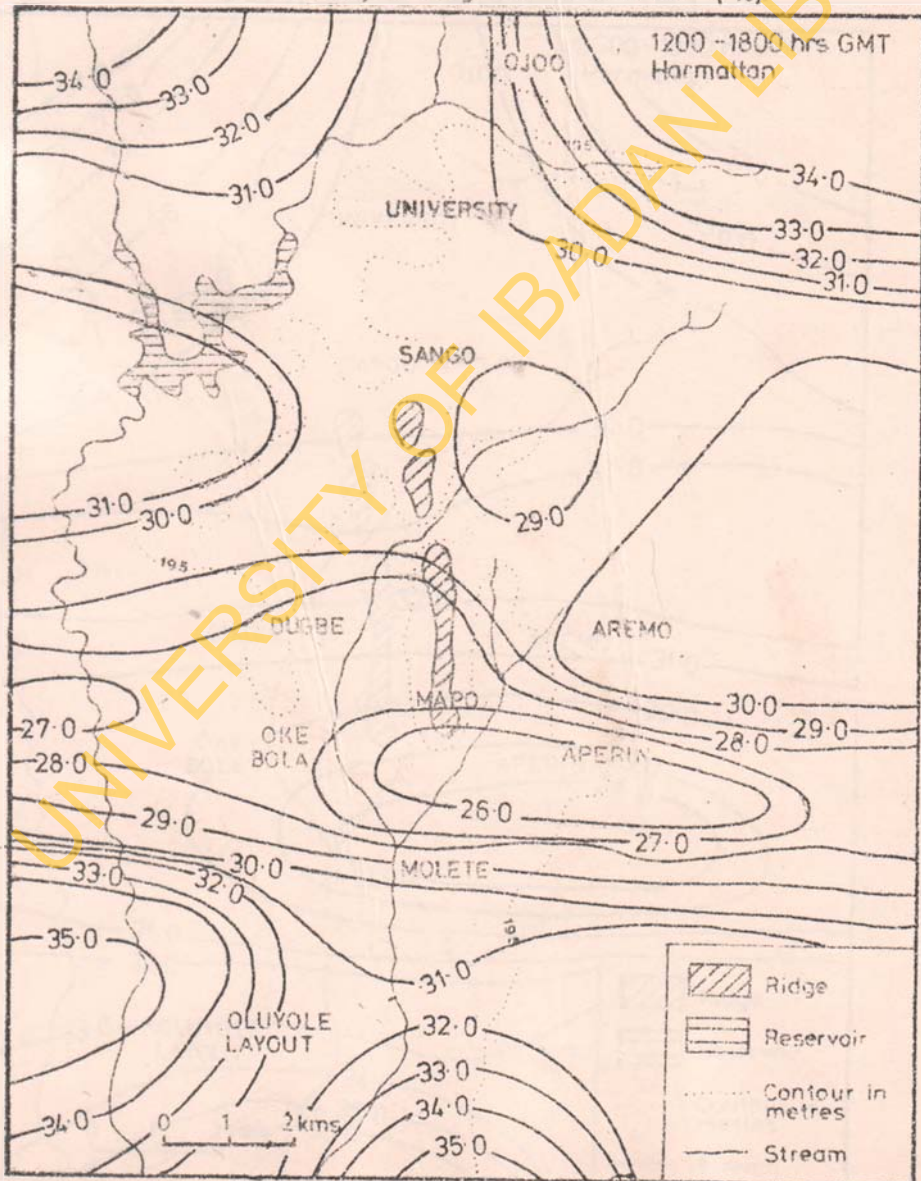 1200 - 1800 hrs GMT
Harmattan
OJOO
34·0
33·0
32·0
31·0
195
34·0
UNIVERSITY
33·0
30·0
32·0
31·0
SANGO
31·0
30·0
29·0
195
DUGBE
AREMO
27·0
MAPO
30·0
29·0
OKE
BOLA
28·0
APERIN
28·0
26·0
29·0
27·0
30·0
MOLETE
33·0
32·0
195
35·0
31·0
Ridge
OLUYOLE
LAYOUT
32·0
Reservoir
33·0
Contour in
metres
34·0
34·0
0 1 2 kms
35·0
Stream
UNIVERSITY OF IBADAN LIB